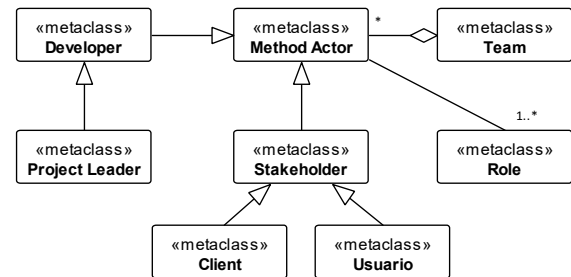 «metaclass»
Developer
«metaclass»
Method Actor
*
«metaclass»
Team
1..*
«metaclass»
Project Leader
«metaclass»
Stakeholder
«metaclass»
Role
«metaclass»
Client
«metaclass»
Usuario